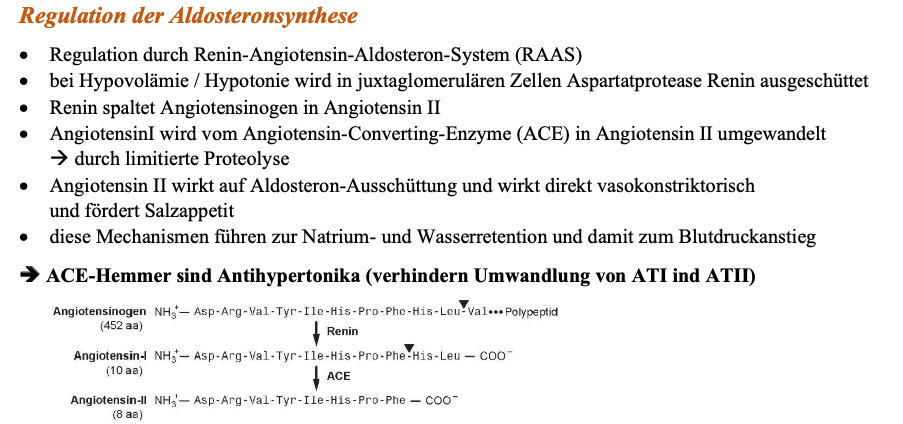 Regulation der Aldosteronsynthese
• Regulation durch Renin-Angiotensin-Aldosteron-System (RAAS)
• bei Hypovolämie / Hypotonie wird in juxtaglomerulären Zellen Aspartatprotease Renin ausgeschüttet
• Renin spaltet Angiotensinogen in Angiotensin II
• AngiotensinI wird vom Angiotensin-Converting-Enzyme (ACE) in Angiotensin II umgewandelt
→ durch limitierte Proteolyse
• Angiotensin II wirkt auf Aldosteron-Ausschüttung und wirkt direkt vasokonstriktorisch
und fördert Salzappetit
• diese Mechanismen führen zur Natrium- und Wasserretention und damit zum Blutdruckanstieg
➔ ACE-Hemmer sind Antihypertonika (verhindern Umwandlung von ATI ind ATII)
Angiotensinogen NH₃⁺— Asp-Arg-Val-Tyr-Ile-His-Pro-Phe-His-Leu-Val•••Polypeptid
(452 aa)
Renin
Angiotensin-I NH₃⁺— Asp-Arg-Val-Tyr-Ile-His-Pro-Phe-His-Leu — COO⁻
(10 aa)
ACE
Angiotensin-II NH₃⁺— Asp-Arg-Val-Tyr-Ile-His-Pro-Phe — COO⁻
(8 aa)